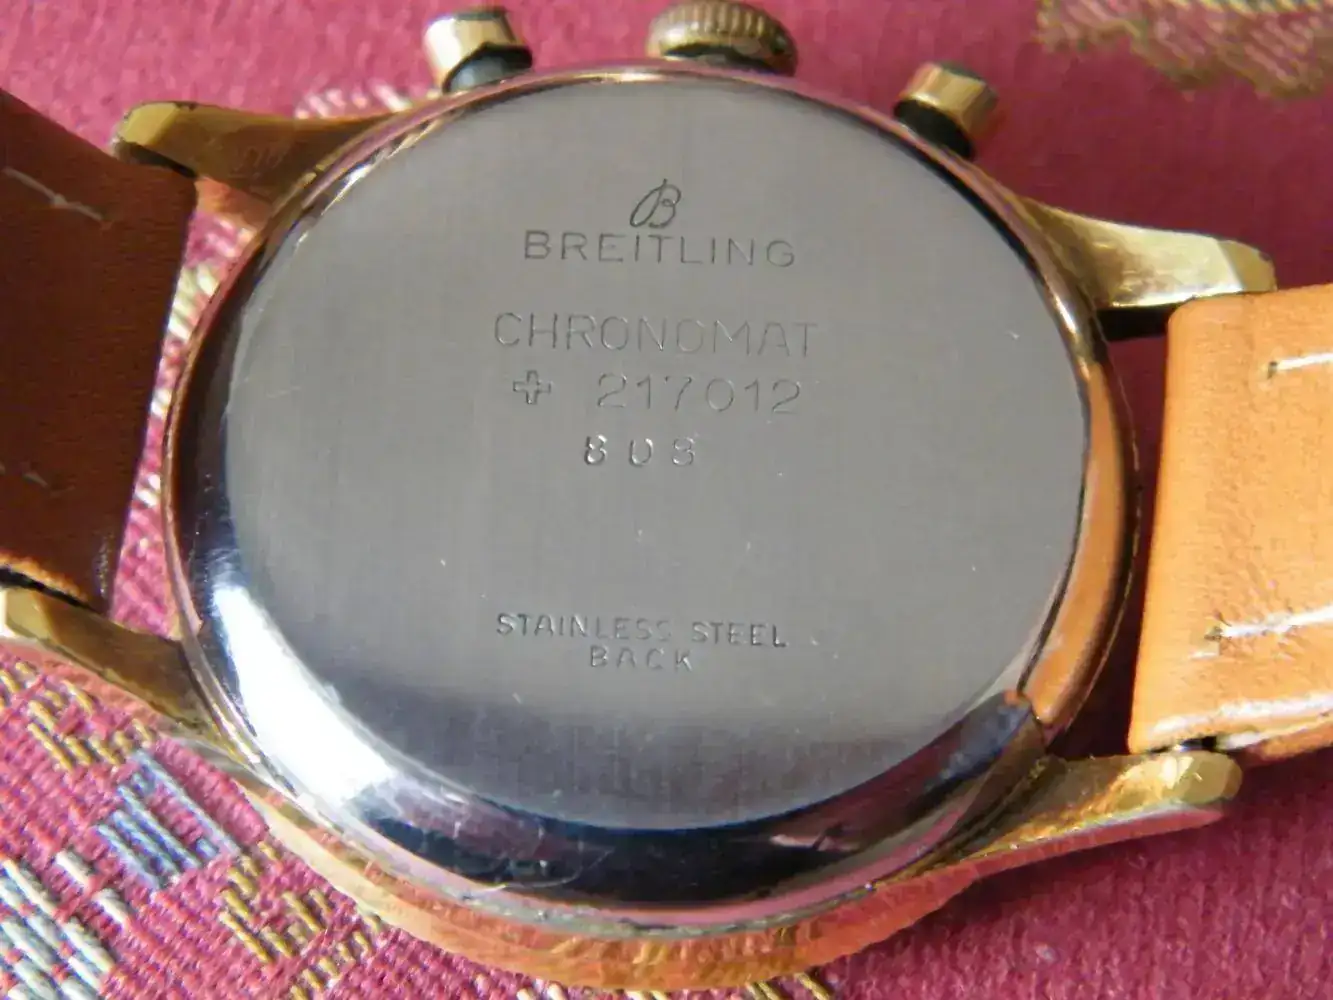 B
BREITLING
CHRONOMAT
+ 217012
808
STAINLESS STEEL
BACK